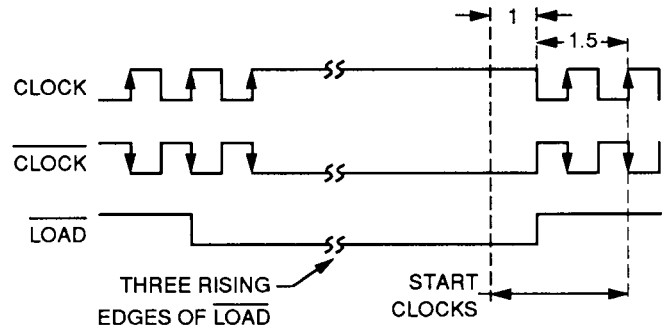 1
1.5
CLOCK
CLOCK
LOAD
THREE RISING
EDGES OF LOAD
START
CLOCKS